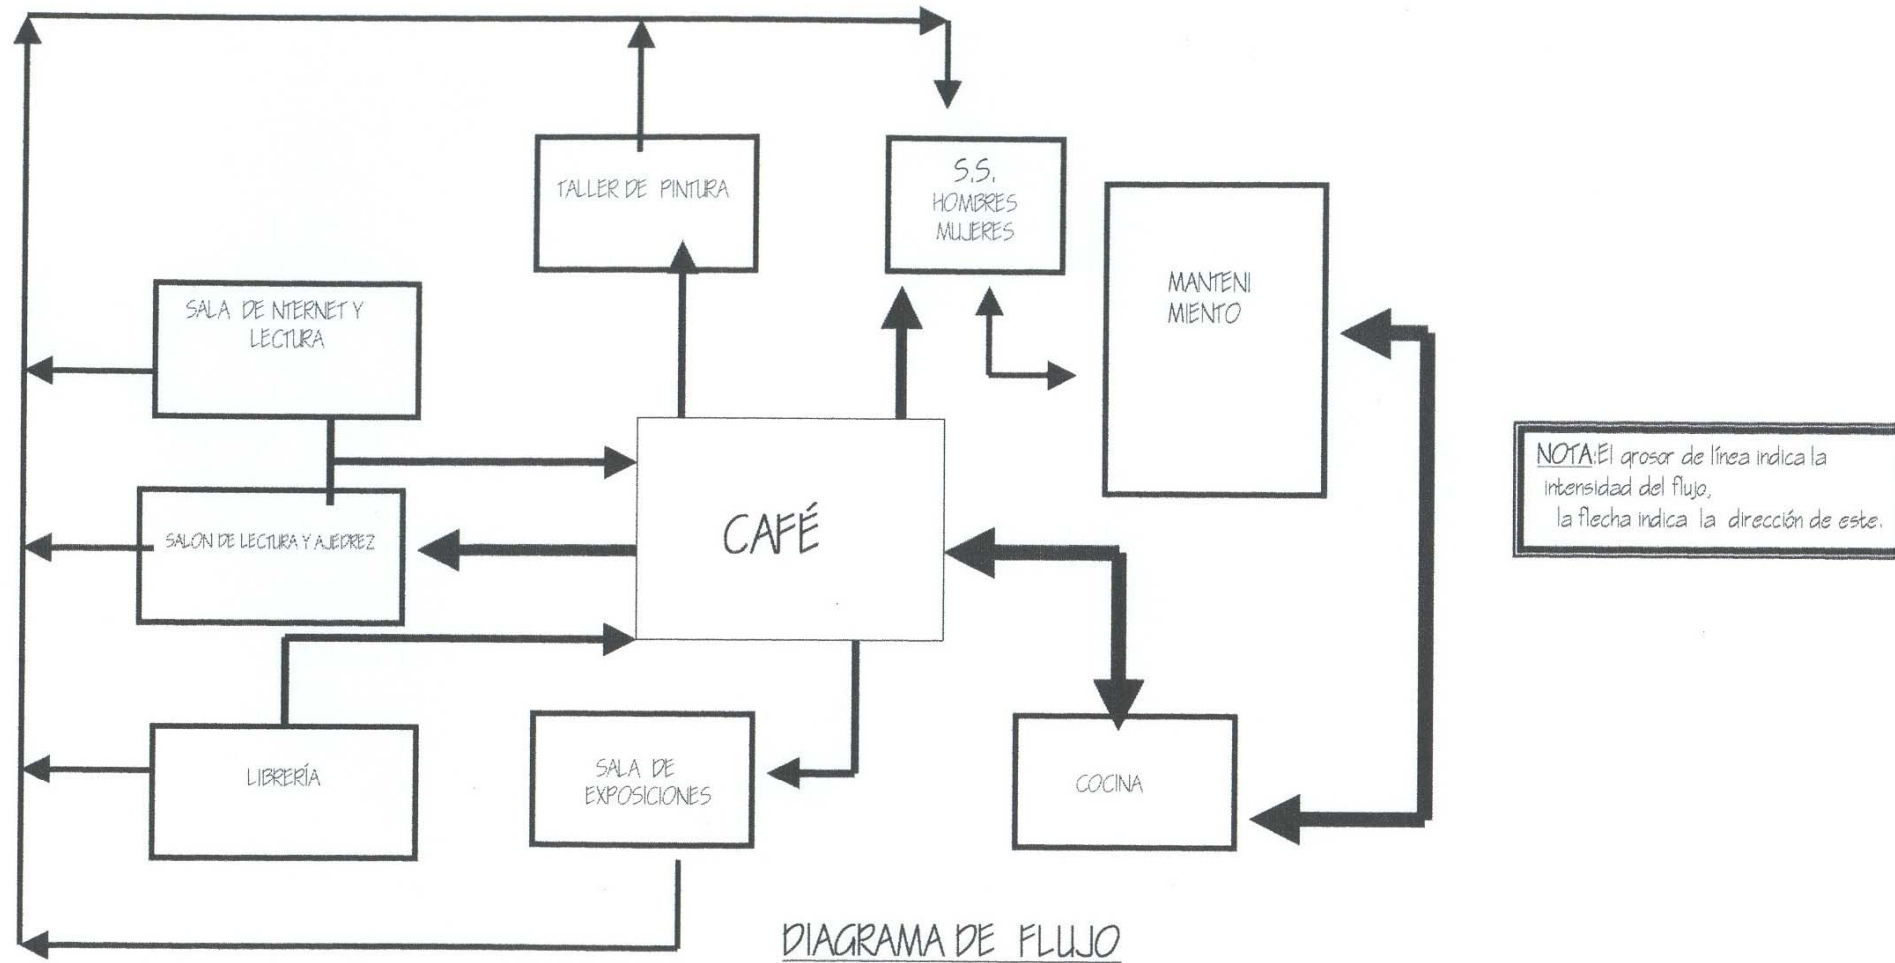 TALLER DE PINTURA
S.S.
HOMBRES
MUJERES
MANTENI
MIENTO
SALA DE NTERNET Y
LECTURA
NOTA:El grosor de línea indica la
intensidad del flujo,
la flecha indica la dirección de este.
CAFÉ
SALON DE LECTURA Y AJEDREZ
LIBRERÍA
SALA DE
EXPOSICIONES
COCINA
DIAGRAMA DE FLUJO